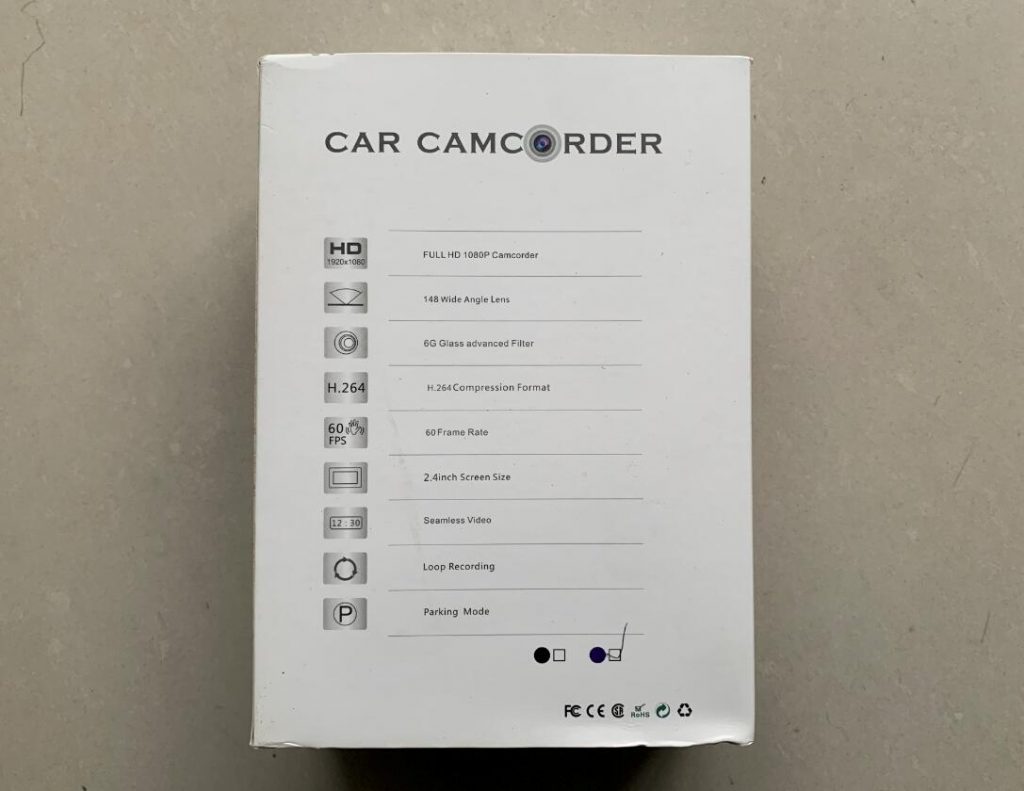 CAR CAMCORDER
HD
1920x1080
FULL HD 1080P Camcorder
148 Wide Angle Lens
6G Glass advanced Filter
H.264
H.264 Compression Format
60
FPS
60 Frame Rate
2.4inch Screen Size
12:30
Seamless Video
Loop Recording
P
Parking Mode
FC CE RoHS